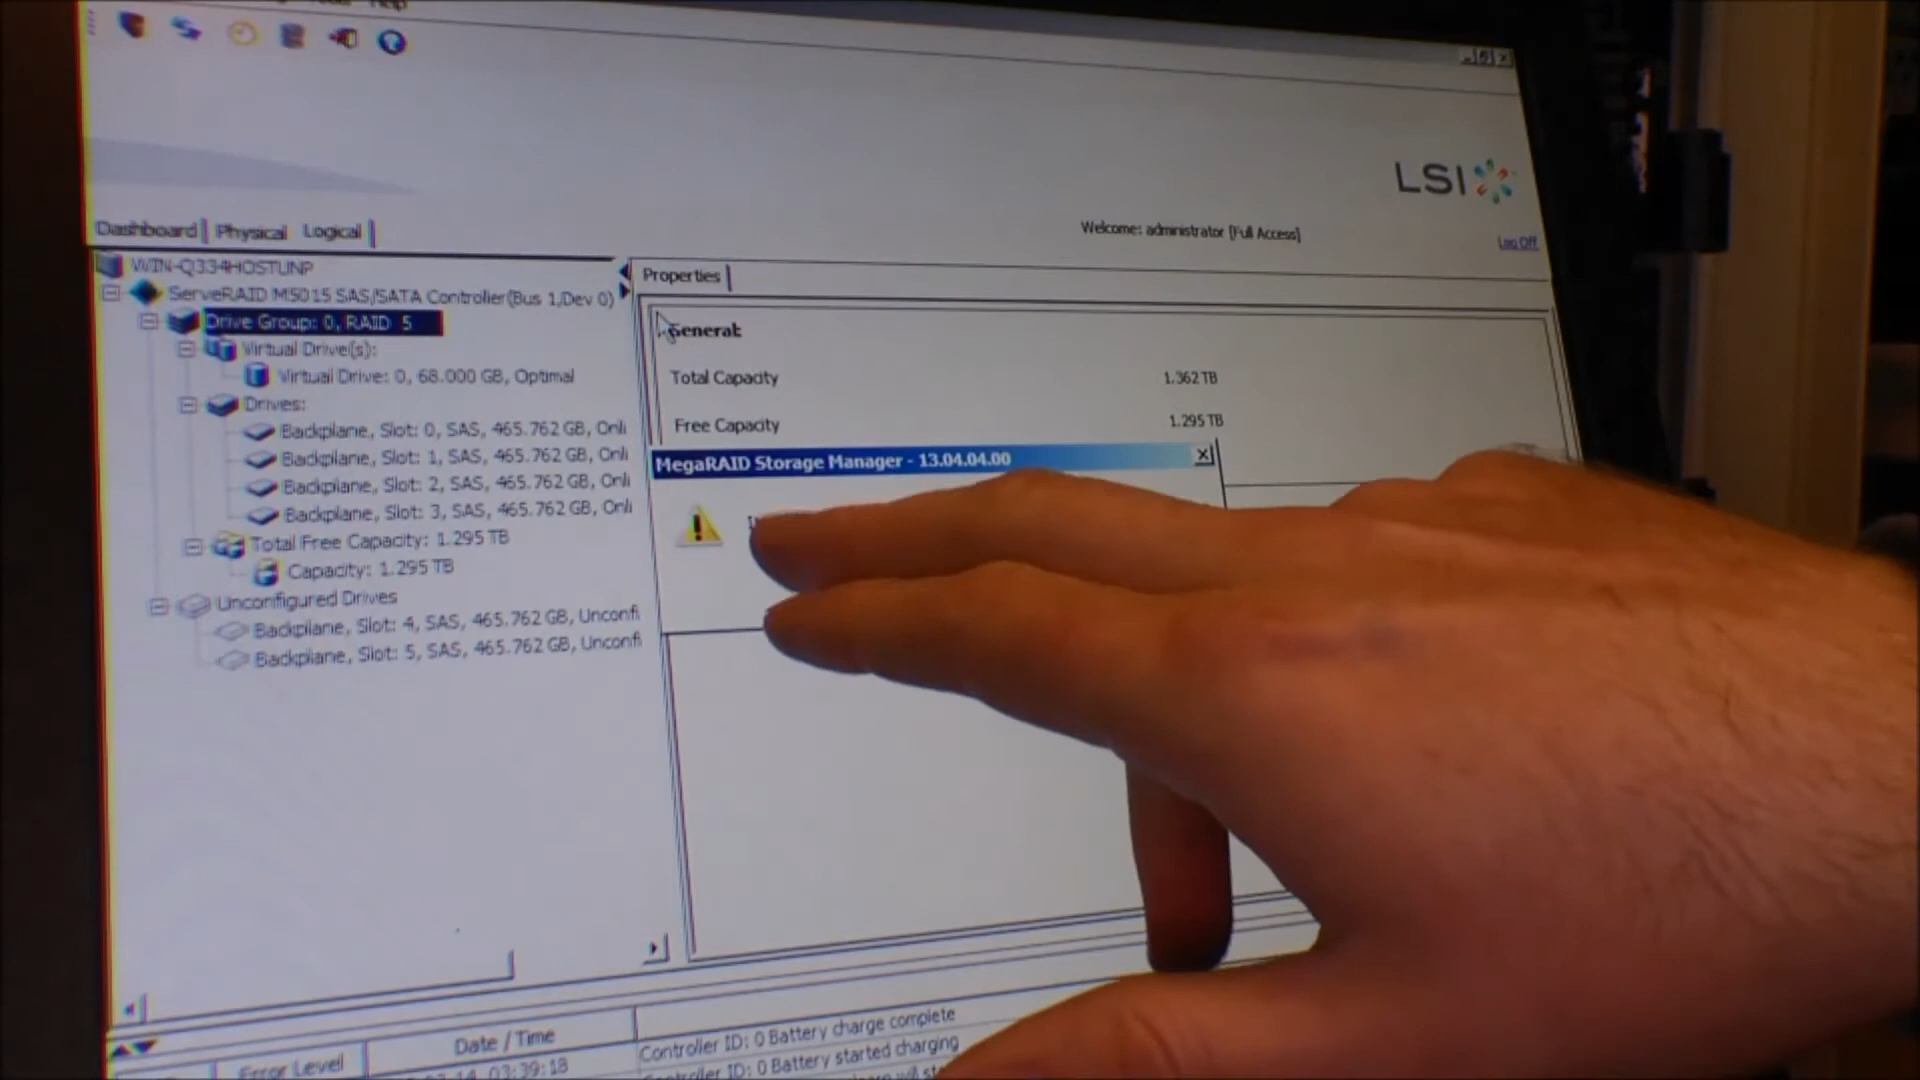 Help
LSI
Dashboard Physical Logical
Welcome: administrator [Full Access]
Log Off
WIN-Q334HOSTUNP
ServeRAID M5015 SAS/SATA Controller(Bus 1,Dev 0)
Drive Group: 0, RAID 5
Virtual Drive(s):
Virtual Drive: 0, 68.000 GB, Optimal
Drives:
Backplane, Slot: 0, SAS, 465.762 GB, Onli
Backplane, Slot: 1, SAS, 465.762 GB, Onli
Backplane, Slot: 2, SAS, 465.762 GB, Onli
Backplane, Slot: 3, SAS, 465.762 GB, Onli
Total Free Capacity: 1.295 TB
Capacity: 1.295 TB
Unconfigured Drives
Backplane, Slot: 4, SAS, 465.762 GB, Unconfi
Backplane, Slot: 5, SAS, 465.762 GB, Unconfi
Properties
General:
Total Capacity 1.362 TB
Free Capacity 1.295 TB
MegaRAID Storage Manager - 13.04.04.00
Error Level Date / Time
03:39:18
Controller ID: 0 Battery charge complete
Controller ID: 0 Battery started charging